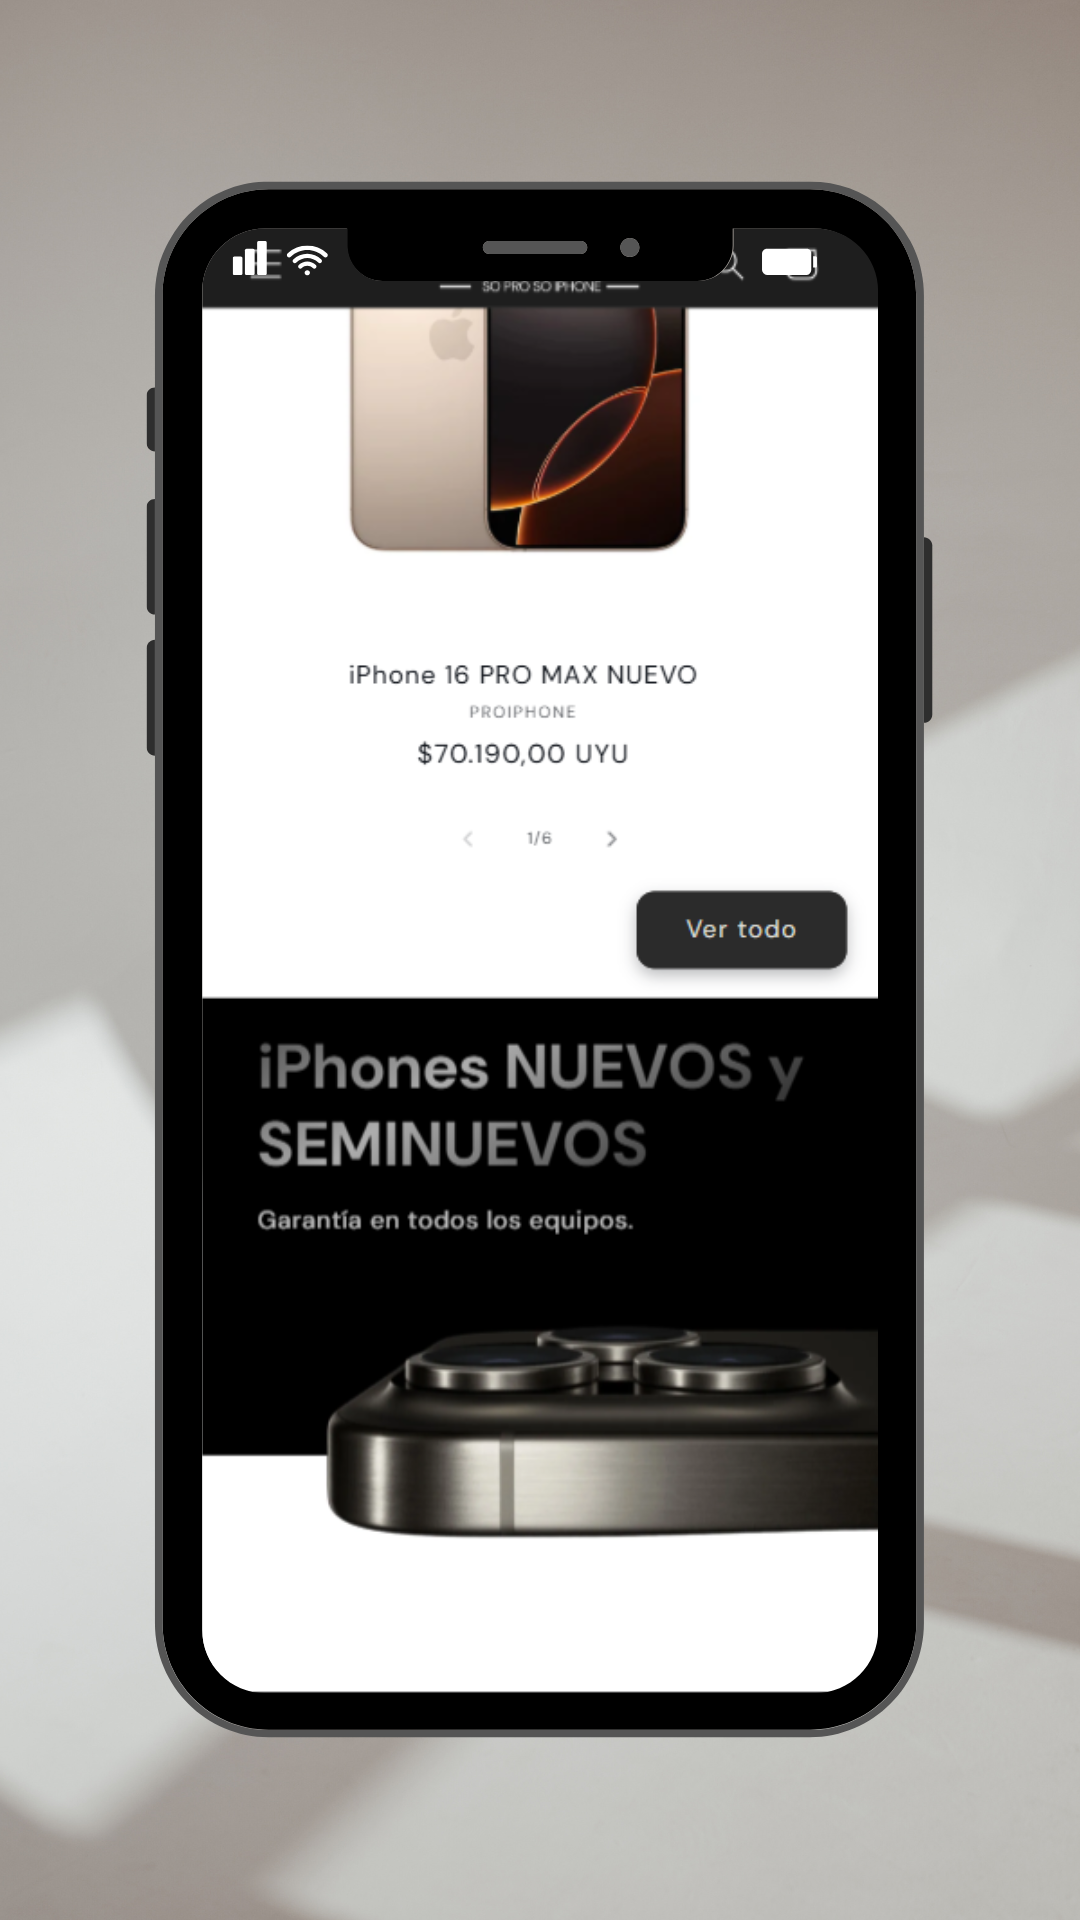 SO PRO SO IPHONE
iPhone 16 PRO MAX NUEVO
PROIPHONE
$70.190,00 UYU
1/6
Ver todo
iPhones NUEVOS y
SEMINUEVOS
Garantía en todos los equipos.